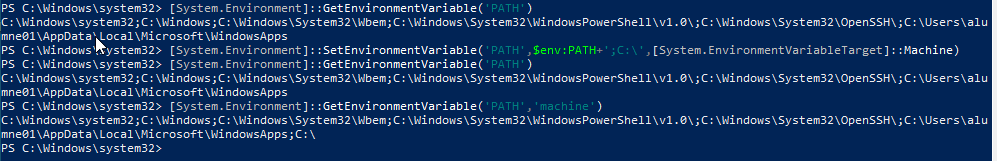 PS C:\Windows\system32> [System.Environment]::GetEnvironmentVariable('PATH')
C:\Windows\system32;C:\Windows;C:\Windows\System32\Wbem;C:\Windows\System32\WindowsPowerShell\v1.0\;C:\Windows\System32\OpenSSH\;C:\Users\alu
mne01\AppData\Local\Microsoft\WindowsApps
PS C:\Windows\system32> [System.Environment]::SetEnvironmentVariable('PATH',$env:PATH+';C:\',[System.EnvironmentVariableTarget]::Machine)
PS C:\Windows\system32> [System.Environment]::GetEnvironmentVariable('PATH')
C:\Windows\system32;C:\Windows;C:\Windows\System32\Wbem;C:\Windows\System32\WindowsPowerShell\v1.0\;C:\Windows\System32\OpenSSH\;C:\Users\alu
mne01\AppData\Local\Microsoft\WindowsApps
PS C:\Windows\system32> [System.Environment]::GetEnvironmentVariable('PATH','machine')
C:\Windows\system32;C:\Windows;C:\Windows\System32\Wbem;C:\Windows\System32\WindowsPowerShell\v1.0\;C:\Windows\System32\OpenSSH\;C:\Users\alu
mne01\AppData\Local\Microsoft\WindowsApps;C:\
PS C:\Windows\system32>